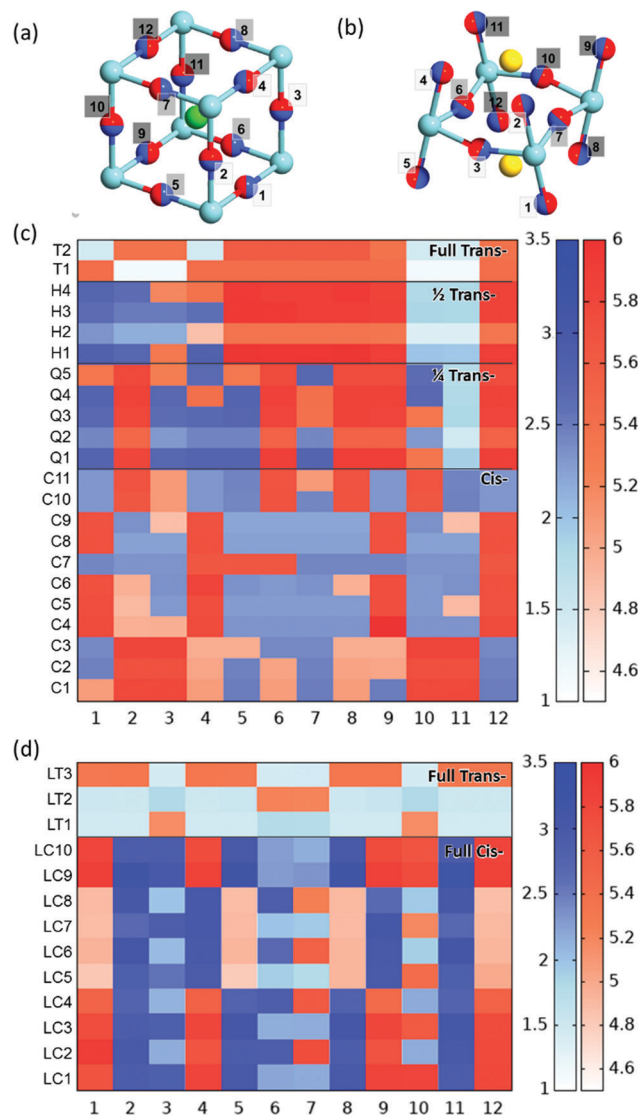 (a)
(b)
12
8
11
4
7
3
10
9
6
2
5
1
11
9
10
4
6
12
2
7
8
5
3
1
(c)
T2
T1
H4
H3
H2
H1
Q5
Q4
Q3
Q2
Q1
C11
C10
C9
C8
C7
C6
C5
C4
C3
C2
C1
Full Trans-
½ Trans-
¼ Trans-
Cis-
1 2 3 4 5 6 7 8 9 10 11 12
3.5
3
2.5
2
1.5
1
6
5.8
5.6
5.4
5.2
5
4.8
4.6
(d)
LT3
LT2
LT1
LC10
LC9
LC8
LC7
LC6
LC5
LC4
LC3
LC2
LC1
Full Trans-
Full Cis-
1 2 3 4 5 6 7 8 9 10 11 12
3.5
3
2.5
2
1.5
1
6
5.8
5.6
5.4
5.2
5
4.8
4.6